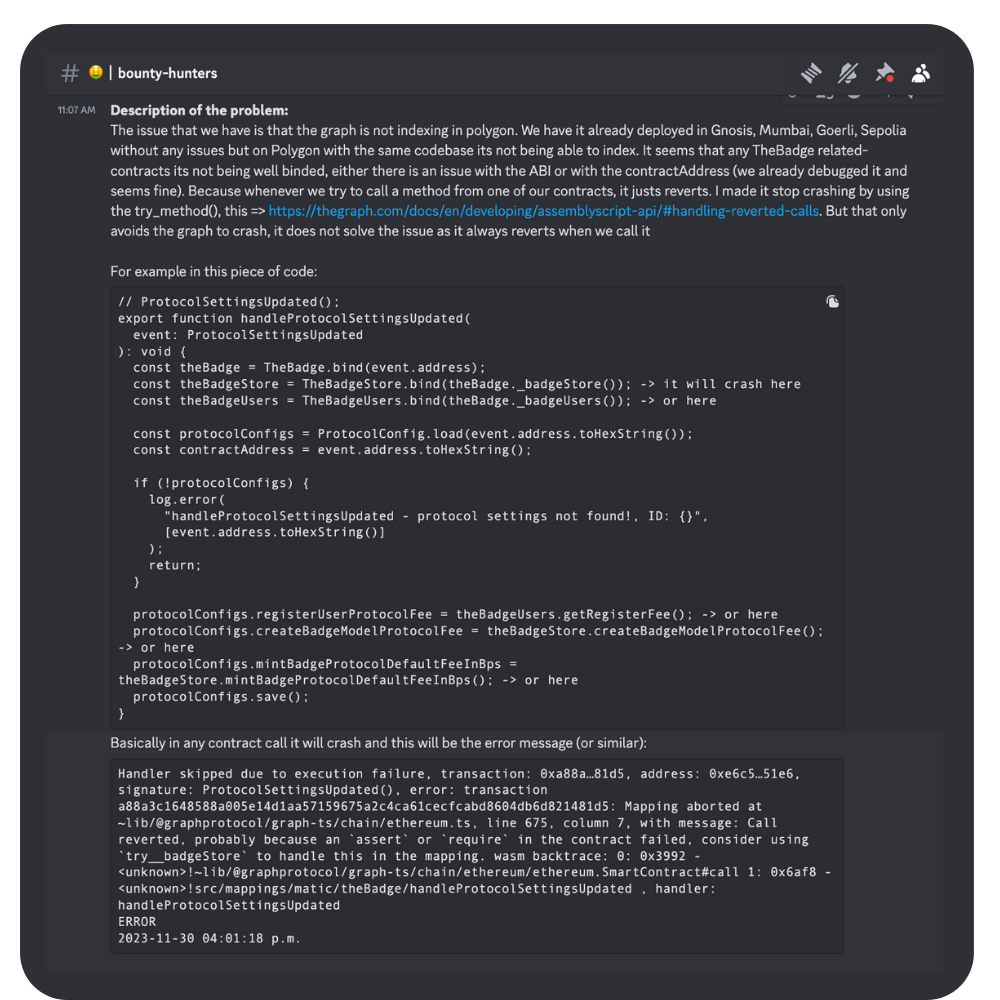 # 🤑 | bounty-hunters
11:07 AM Description of the problem:
The issue that we have is that the graph is not indexing in polygon. We have it already deployed in Gnosis, Mumbai, Goerli, Sepolia
without any issues but on Polygon with the same codebase its not being able to index. It seems that any TheBadge related-
contracts its not being well binded, either there is an issue with the ABI or with the contractAddress (we already debugged it and
seems fine). Because whenever we try to call a method from one of our contracts, it justs reverts. I made it stop crashing by using
the try_method(), this => https://thegraph.com/docs/en/developing/assemblyscript-api/#handling-reverted-calls. But that only
avoids the graph to crash, it does not solve the issue as it always reverts when we call it
For example in this piece of code:
// ProtocolSettingsUpdated();
export function handleProtocolSettingsUpdated(
  event: ProtocolSettingsUpdated
): void {
  const theBadge = TheBadge.bind(event.address);
  const theBadgeStore = TheBadgeStore.bind(theBadge._badgeStore()); -> it will crash here
  const theBadgeUsers = TheBadgeUsers.bind(theBadge._badgeUsers()); -> or here
  const protocolConfigs = ProtocolConfig.load(event.address.toHexString());
  const contractAddress = event.address.toHexString();
  if (!protocolConfigs) {
    log.error(
      "handleProtocolSettingsUpdated - protocol settings not found!, ID: {}",
      [event.address.toHexString()]
    );
    return;
  }
  protocolConfigs.registerUserProtocolFee = theBadgeUsers.getRegisterFee(); -> or here
  protocolConfigs.createBadgeModelProtocolFee = theBadgeStore.createBadgeModelProtocolFee();
-> or here
  protocolConfigs.mintBadgeProtocolDefaultFeeInBps =
theBadgeStore.mintBadgeProtocolDefaultFeeInBps(); -> or here
  protocolConfigs.save();
}
Basically in any contract call it will crash and this will be the error message (or similar):
Handler skipped due to execution failure, transaction: 0xa88a…81d5, address: 0xe6c5…51e6,
signature: ProtocolSettingsUpdated(), error: transaction
a88a3c1648588a005e14d1aa57159675a2c4ca61cecfcabd8604db6d821481d5: Mapping aborted at
~lib/@graphprotocol/graph-ts/chain/ethereum.ts, line 675, column 7, with message: Call
reverted, probably because an `assert` or `require` in the contract failed, consider using
`try__badgeStore` to handle this in the mapping. wasm backtrace: 0: 0x3992 -
<unknown>!~lib/@graphprotocol/graph-ts/chain/ethereum/ethereum.SmartContract#call 1: 0x6af8 -
<unknown>!src/mappings/matic/theBadge/handleProtocolSettingsUpdated , handler:
handleProtocolSettingsUpdated
ERROR
2023-11-30 04:01:18 p.m.